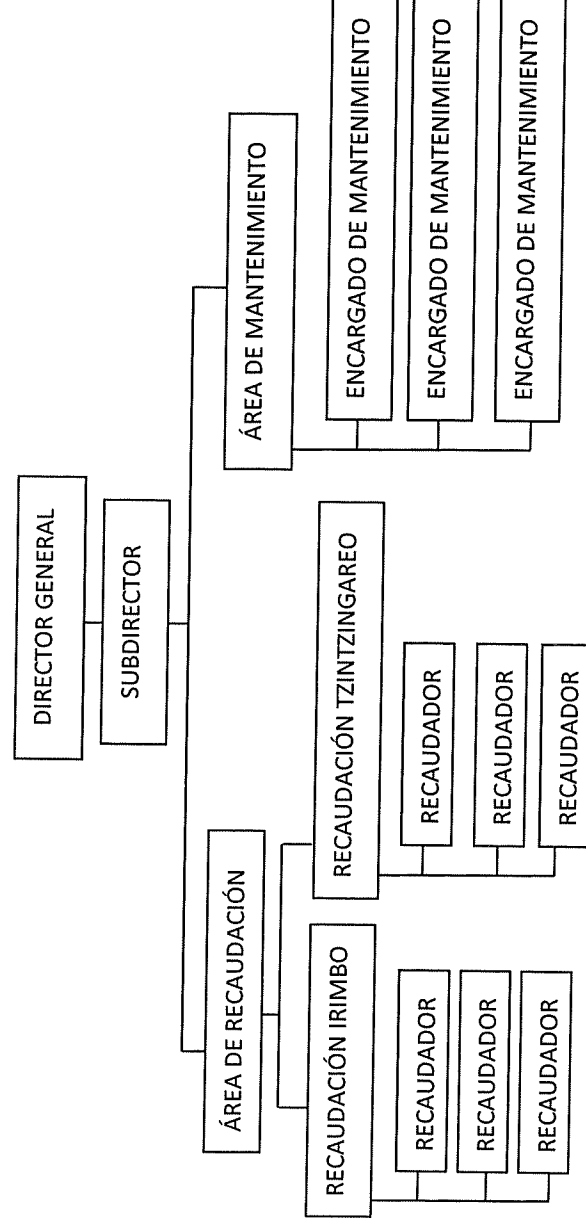 DIRECTOR GENERAL
SUBDIRECTOR
ÁREA DE RECAUDACIÓN
ÁREA DE MANTENIMIENTO
RECAUDACIÓN IRIMBO
RECAUDACIÓN TZINTZINGAREO
RECAUDADOR
RECAUDADOR
RECAUDADOR
RECAUDADOR
RECAUDADOR
RECAUDADOR
ENCARGADO DE MANTENIMIENTO
ENCARGADO DE MANTENIMIENTO
ENCARGADO DE MANTENIMIENTO